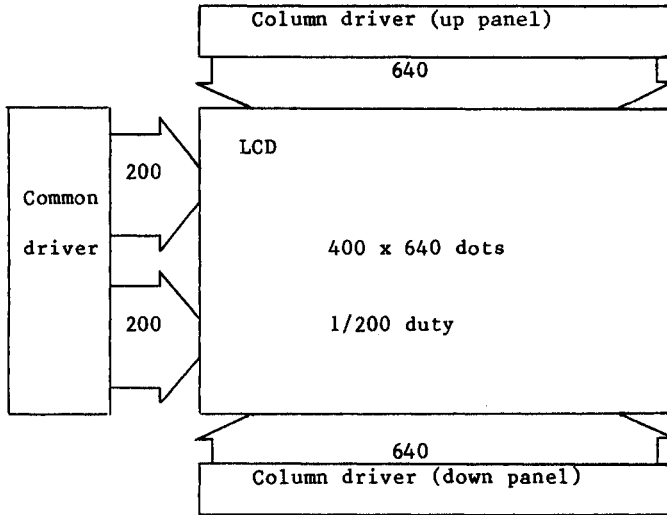 Column driver (up panel)
640
LCD
200
Common
driver
400 x 640 dots
200
1/200 duty
640
Column driver (down panel)